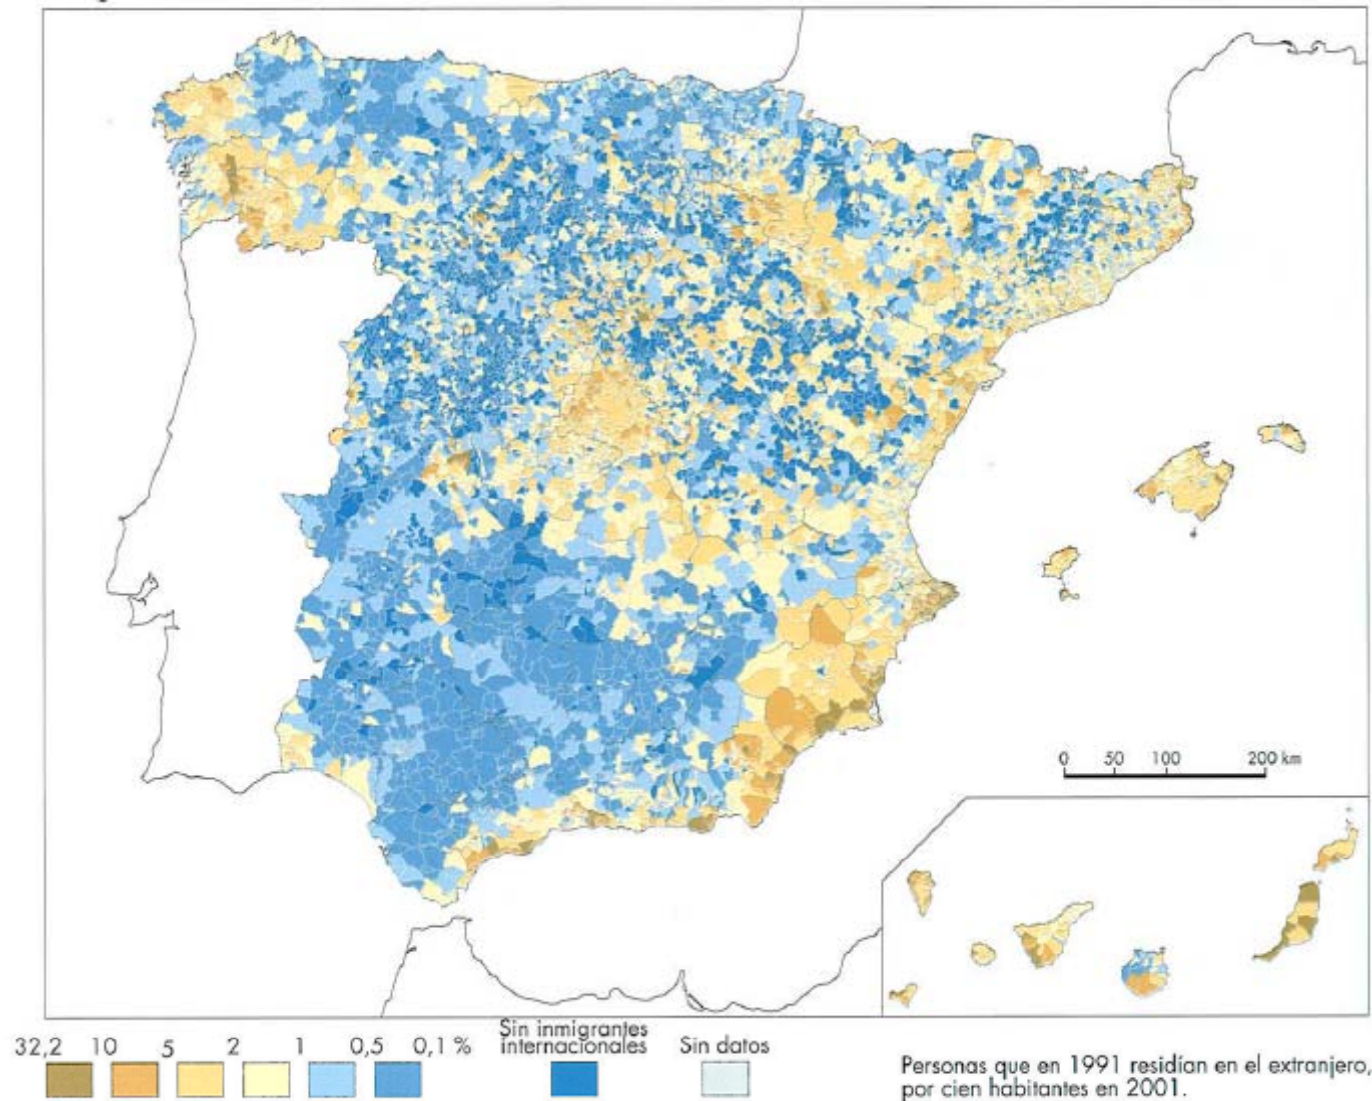 0 50 100 200 km
32,2 10 5 2 1 0,5 0,1 %
Sin inmigrantes
internacionales
Sin datos
Personas que en 1991 residían en el extranjero,
por cien habitantes en 2001.